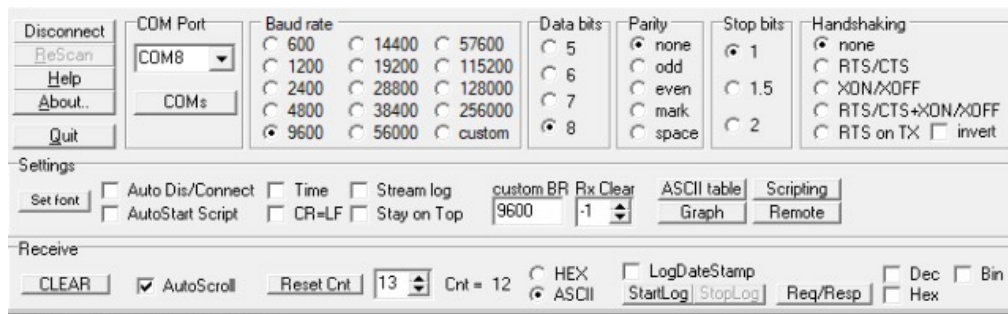 Disconnect
ReScan
Help
About..
Quit
COM Port
COM8
COMs
Baud rate
600 14400 57600
1200 19200 115200
2400 28800 128000
4800 38400 256000
9600 56000 custom
Data bits
5
6
7
8
Parity
none
odd
even
mark
space
Stop bits
1
1.5
2
Handshaking
none
RTS/CTS
XON/XOFF
RTS/CTS+XON/XOFF
RTS on TX invert
Settings
Set font
Auto Dis/Connect Time Stream log
AutoStart Script CR=LF Stay on Top
custom BR Rx Clear
9600 -1
ASCII table Scripting
Graph Remote
Receive
CLEAR AutoScroll Reset Cnt 13 Cnt = 12
HEX
ASCII
LogDateStamp
StartLog StopLog Req/Resp
Dec Bin
Hex